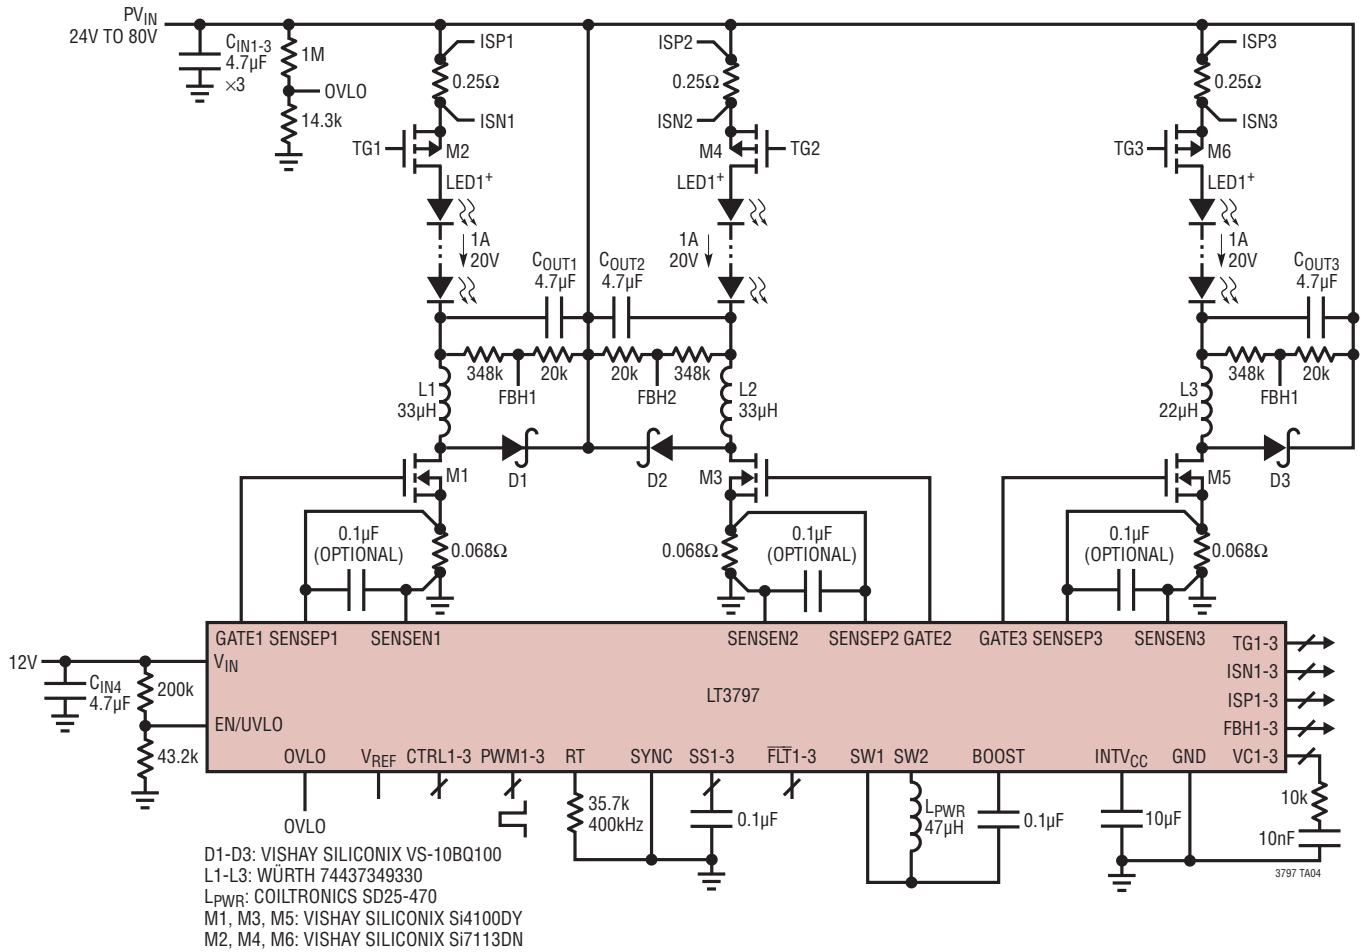 PVIN
24V TO 80V
CIN1-3
4.7µF
×3
1M
OVLO
14.3k
ISP1
0.25Ω
ISN1
TG1
M2
LED1+
1A
20V
ISP2
0.25Ω
ISN2
M4
TG2
LED1+
1A
20V
ISP3
0.25Ω
ISN3
TG3
M6
LED1+
1A
20V
COUT1
4.7µF
COUT2
4.7µF
COUT3
4.7µF
348k
20k
FBH1
20k
348k
FBH2
348k
20k
FBH1
L1
33µH
L2
33µH
L3
22µH
M1
D1
D2
M3
M5
D3
0.1µF
(OPTIONAL)
0.068Ω
0.068Ω
0.1µF
(OPTIONAL)
0.1µF
(OPTIONAL)
0.068Ω
GATE1 SENSEP1 SENSEN1 SENSEN2 SENSEP2 GATE2 GATE3 SENSEP3 SENSEN3
12V
VIN
CIN4
4.7µF
200k
EN/UVLO
43.2k
LT3797
TG1-3
ISN1-3
ISP1-3
FBH1-3
VC1-3
OVLO VREF CTRL1-3 PWM1-3 RT SYNC SS1-3 FLT1-3 SW1 SW2 BOOST INTVCC GND
OVLO
35.7k
400kHz
0.1µF
LPWR
47µH
0.1µF
10µF
10k
10nF
3797 TA04
D1-D3: VISHAY SILICONIX VS-10BQ100
L1-L3: WÜRTH 74437349330
LPWR: COILTRONICS SD25-470
M1, M3, M5: VISHAY SILICONIX Si4100DY
M2, M4, M6: VISHAY SILICONIX Si7113DN